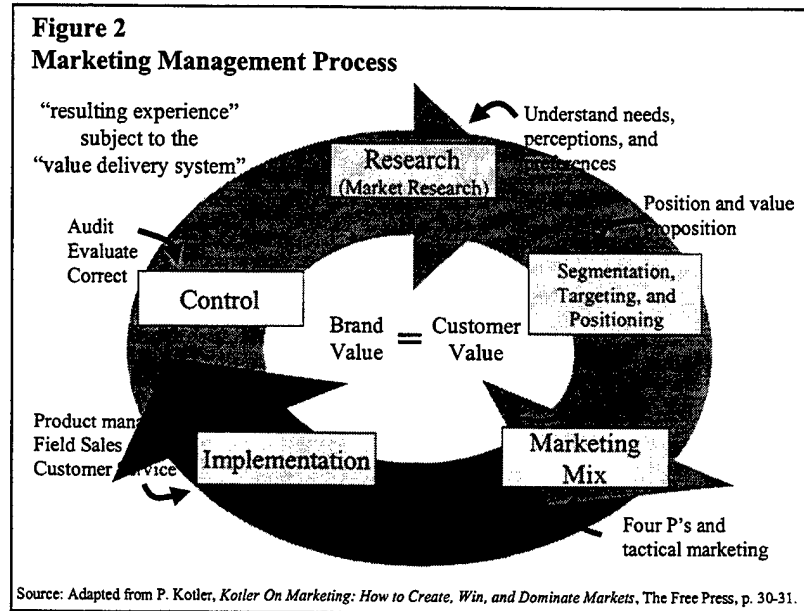 Figure 2
Marketing Management Process
“resulting experience”
subject to the
“value delivery system”
Understand needs,
perceptions, and
Research
(Market Research)
Position and value
Audit
Evaluate
Correct
Control
Segmentation,
Targeting, and
Positioning
Brand
Value
=
Customer
Value
Product
Field Sales
Customer Service
Implementation
Marketing
Mix
Four P's and
tactical marketing
Source: Adapted from P. Kotler, Kotler On Marketing: How to Create, Win, and Dominate Markets, The Free Press, p. 30-31.